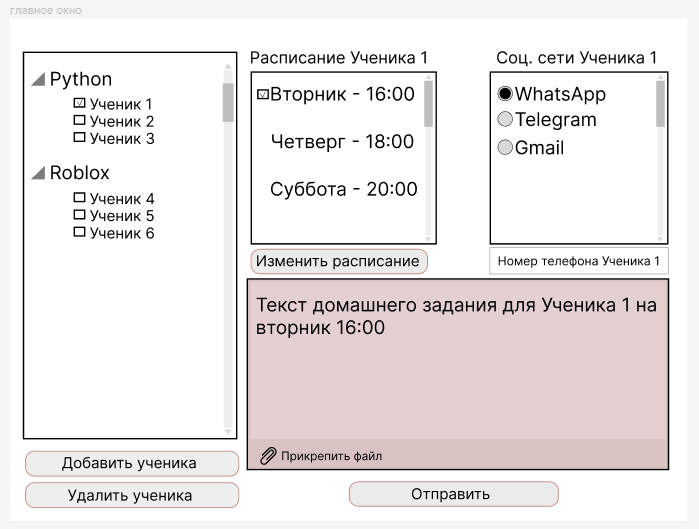 главное окно
Python
Ученик 1
Ученик 2
Ученик 3
Roblox
Ученик 4
Ученик 5
Ученик 6
Добавить ученика
Удалить ученика
Расписание Ученика 1
Вторник - 16:00
Четверг - 18:00
Суббота - 20:00
Изменить расписание
Соц. сети Ученика 1
WhatsApp
Telegram
Gmail
Номер телефона Ученика 1
Текст домашнего задания для Ученика 1 на
вторник 16:00
Прикрепить файл
Отправить